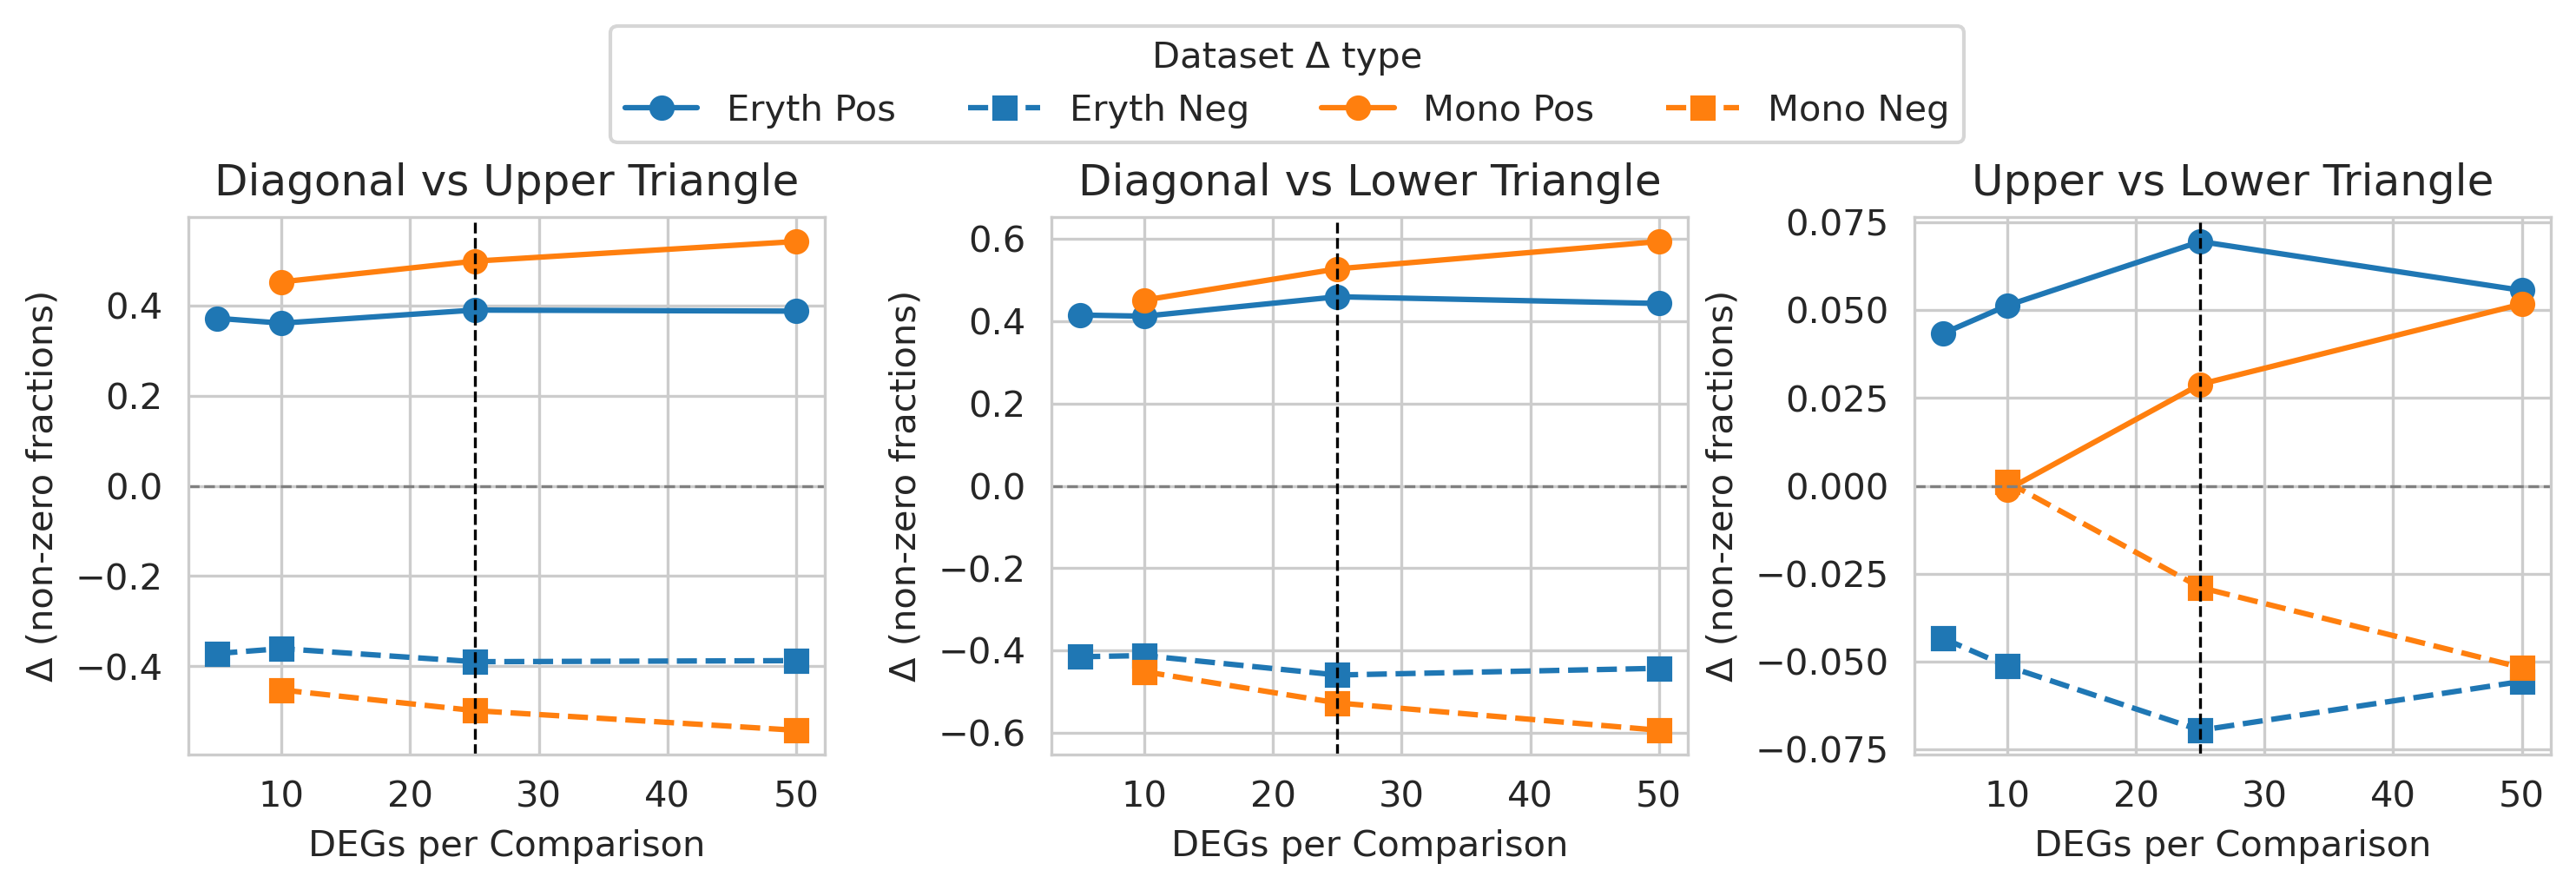 Dataset Δ type
Eryth Pos Eryth Neg Mono Pos Mono Neg
Diagonal vs Upper Triangle
Δ (non-zero fractions)
0.4
0.2
0.0
−0.2
−0.4
10 20 30 40 50
DEGs per Comparison
Diagonal vs Lower Triangle
Δ (non-zero fractions)
0.6
0.4
0.2
0.0
−0.2
−0.4
−0.6
10 20 30 40 50
DEGs per Comparison
Upper vs Lower Triangle
Δ (non-zero fractions)
0.075
0.050
0.025
0.000
−0.025
−0.050
−0.075
10 20 30 40 50
DEGs per Comparison